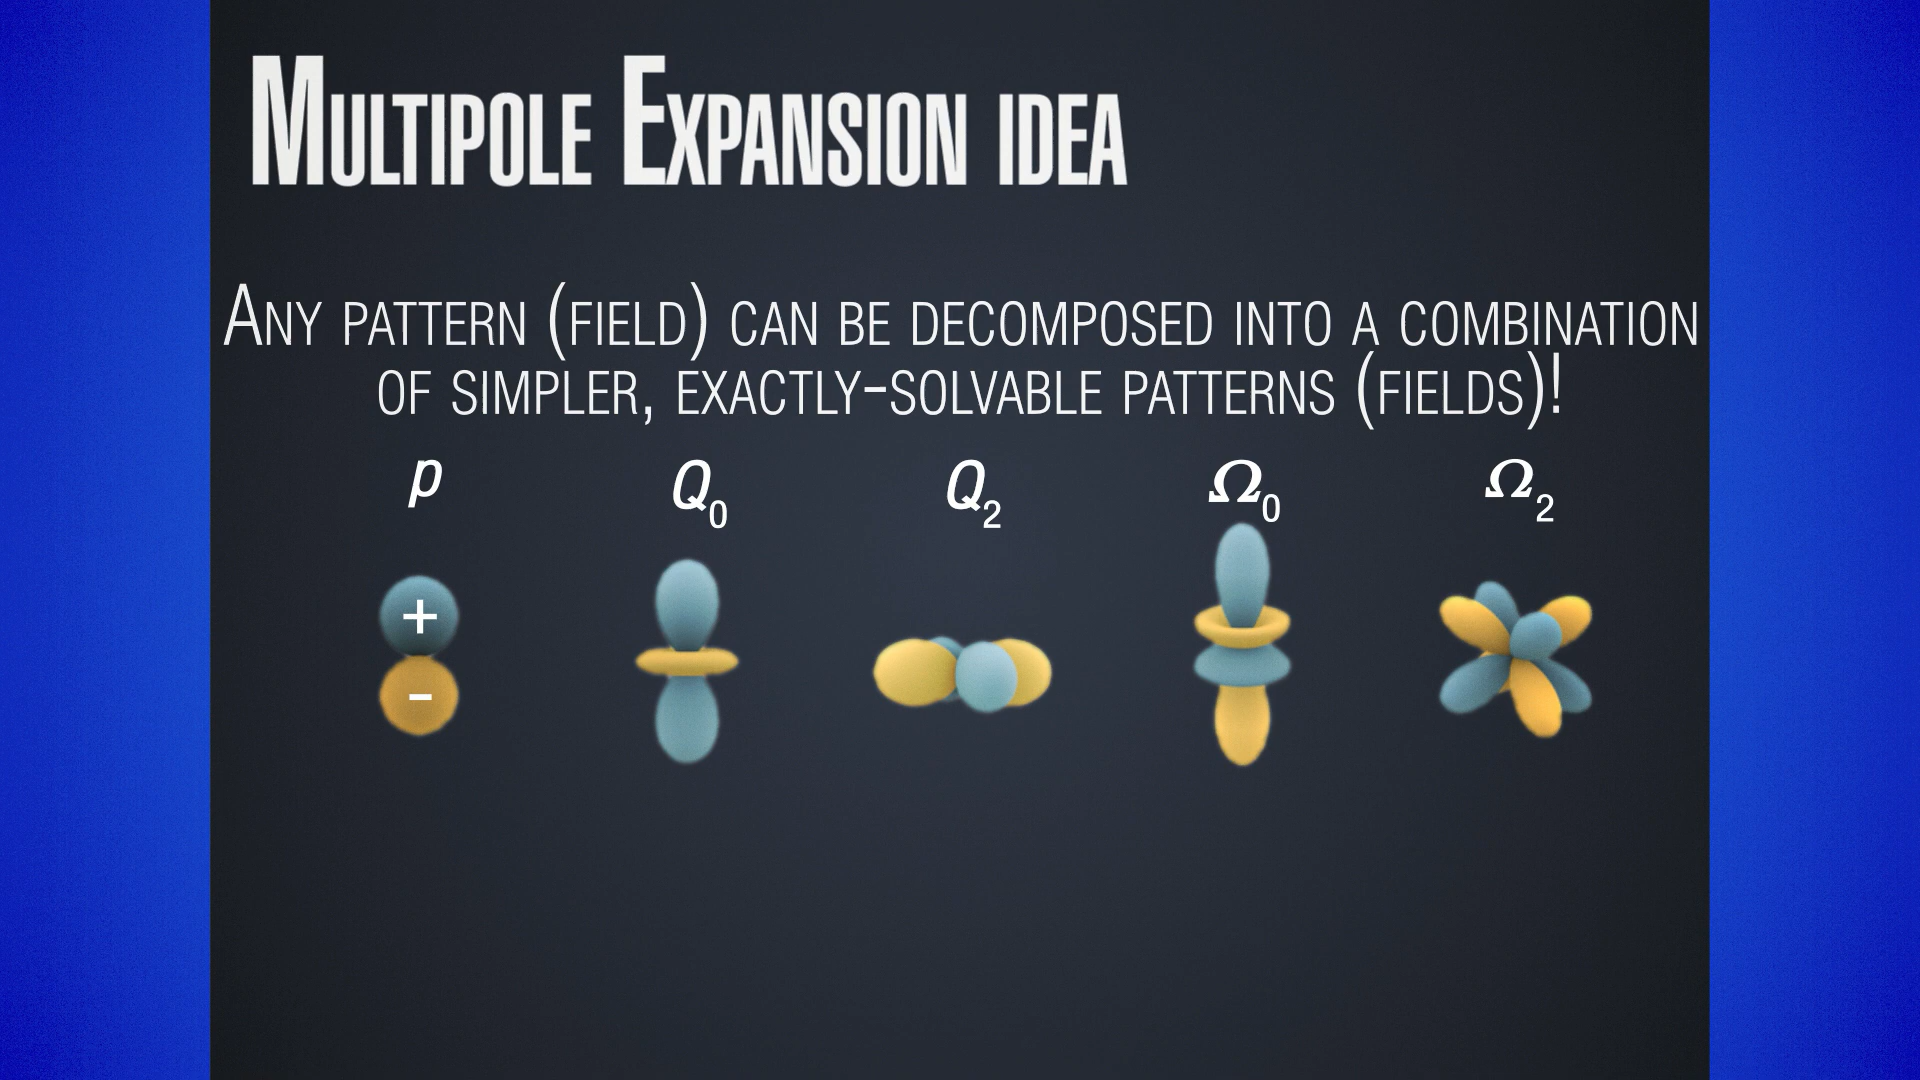 Multipole Expansion idea
Any pattern (field) can be decomposed into a combination
of simpler, exactly-solvable patterns (fields)!
p Q0 Q2 Ω0 Ω2
+
-